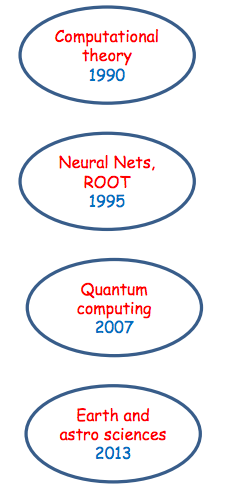 Computational
theory
1990
Neural Nets,
ROOT
1995
Quantum
computing
2007
Earth and
astro sciences
2013